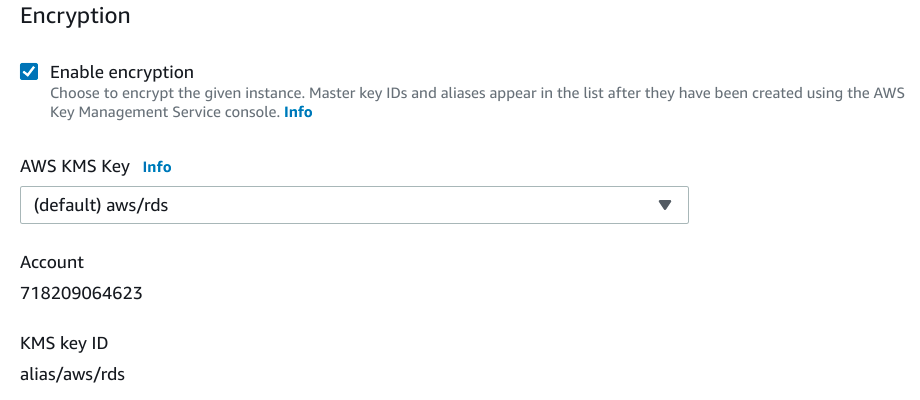 Encryption
Enable encryption
Choose to encrypt the given instance. Master key IDs and aliases appear in the list after they have been created using the AWS
Key Management Service console. Info
AWS KMS Key Info
(default) aws/rds
Account
718209064623
KMS key ID
alias/aws/rds